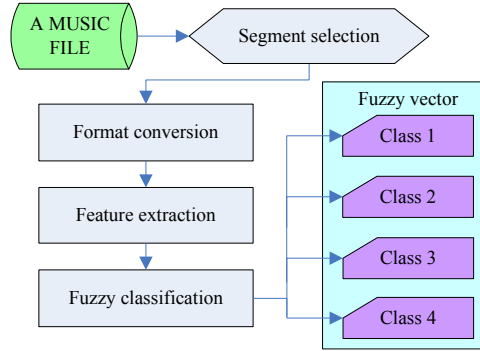 A MUSIC
FILE
Segment selection
Format conversion
Feature extraction
Fuzzy classification
Fuzzy vector
Class 1
Class 2
Class 3
Class 4